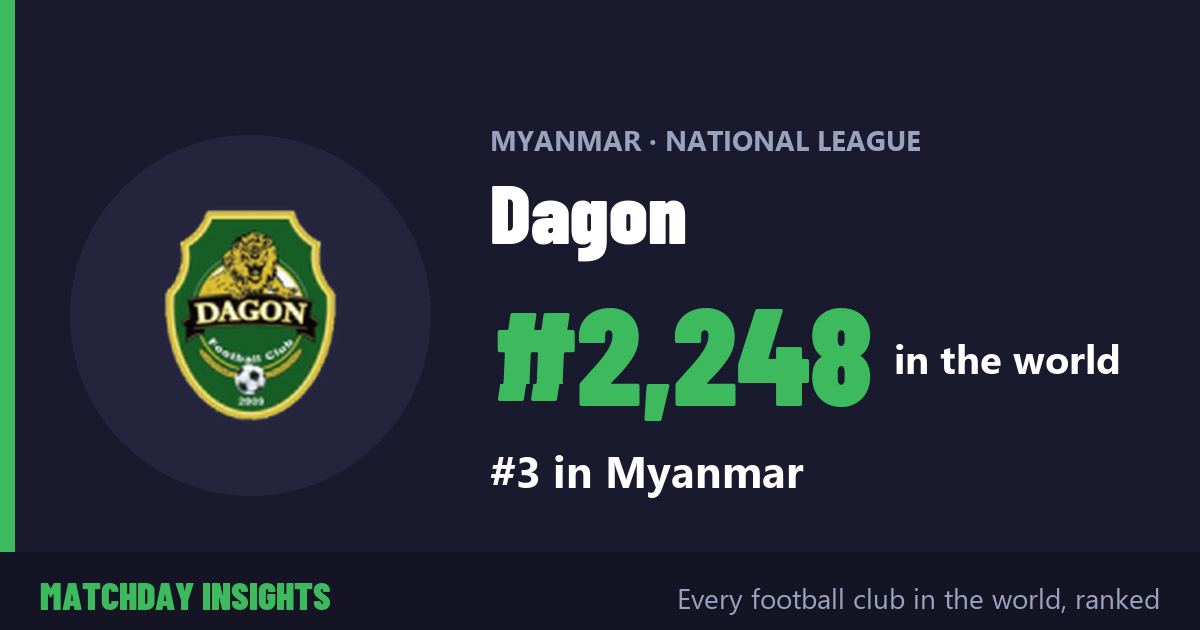 MYANMAR · NATIONAL LEAGUE
Dagon
#2,248 in the world
#3 in Myanmar
DAGON
Football Club
2009
MATCHDAY INSIGHTS
Every football club in the world, ranked